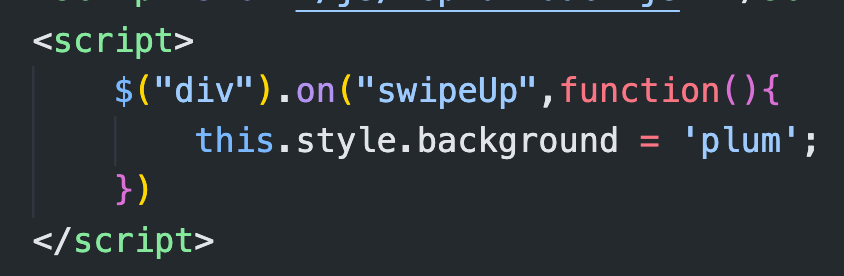 <script>
$("div").on("swipeUp",function(){
this.style.background = 'plum';
})
</script>